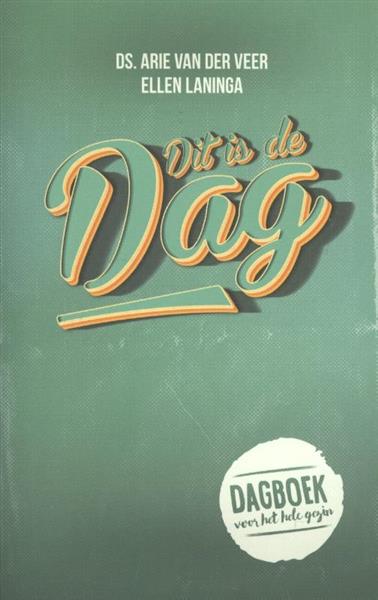 DS. ARIE VAN DER VEER
ELLEN LANINGA
Dit is de
Dag
DAGBOEK
voor het hele gezin